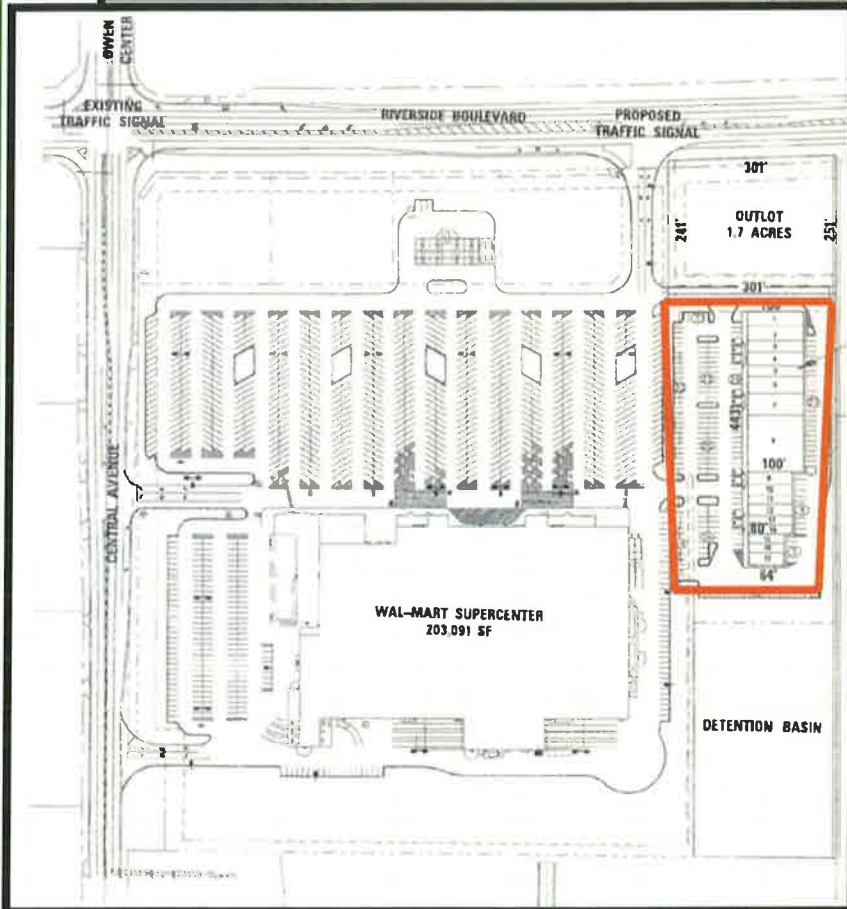 OWEN
CENTER
EXISTING
TRAFFIC SIGNAL
RIVERSIDE BOULEVARD
PROPOSED
TRAFFIC SIGNAL
301'
OUTLOT
1.7 ACRES
241'
251'
301'
443'
100'
80'
64'
CENTRAL AVENUE
WAL-MART SUPERCENTER
203,091 SF
DETENTION BASIN